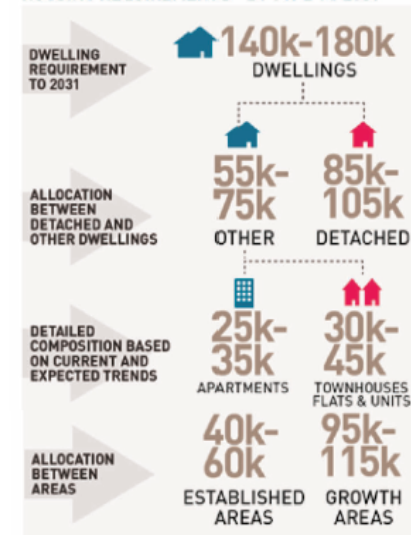 DWELLING
REQUIREMENT
TO 2031
140k-180k
DWELLINGS
ALLOCATION
BETWEEN
DETACHED AND
OTHER DWELLINGS
55k-
75k
OTHER
85k-
105k
DETACHED
DETAILED
COMPOSITION BASED
ON CURRENT AND
EXPECTED TRENDS
25k-
35k
APARTMENTS
30k-
45k
TOWNHOUSES
FLATS & UNITS
ALLOCATION
BETWEEN
AREAS
40k-
60k
ESTABLISHED
AREAS
95k-
115k
GROWTH
AREAS